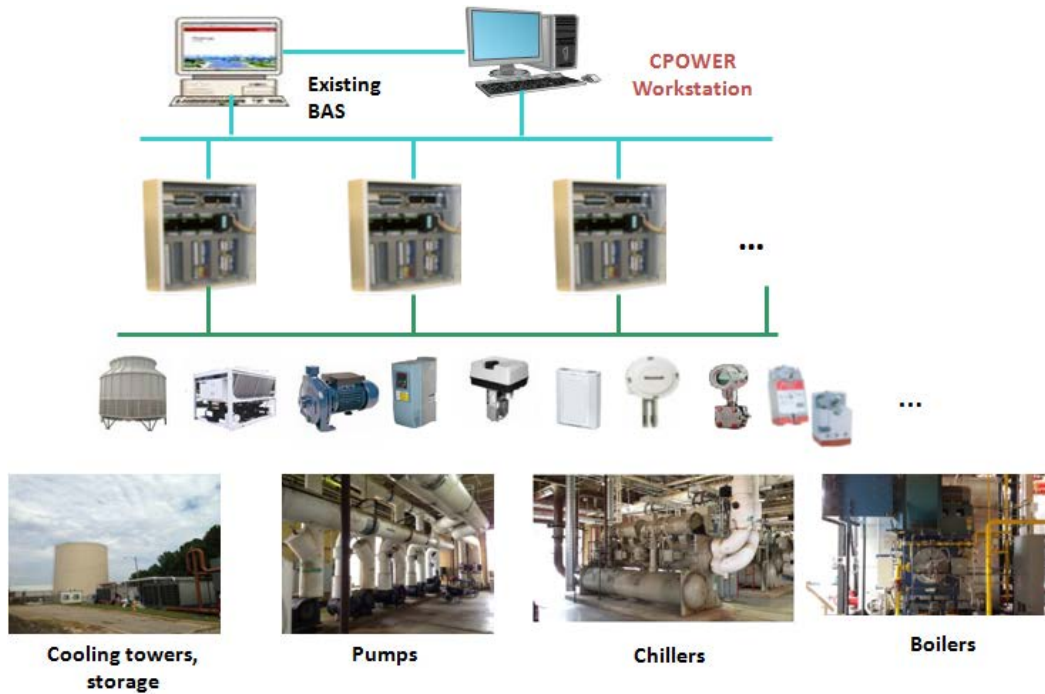 Existing
BAS
CPOWER
Workstation
...
...
Cooling towers,
storage
Pumps
Chillers
Boilers